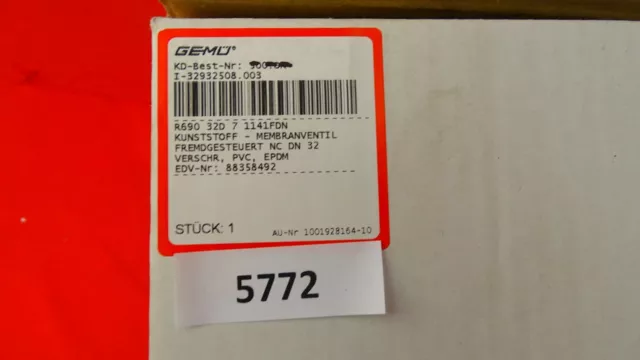 GEMÜ®
KD-Best-Nr:
I-32932508.003
R690 32D 7 1141FDN
KUNSTSTOFF - MEMBRANVENTIL
FREMDGESTEUERT NC DN 32
VERSCHR, PVC, EPDM
EDV-Nr: 88358492
STÜCK: 1
AU-Nr 1001928164-10
5772